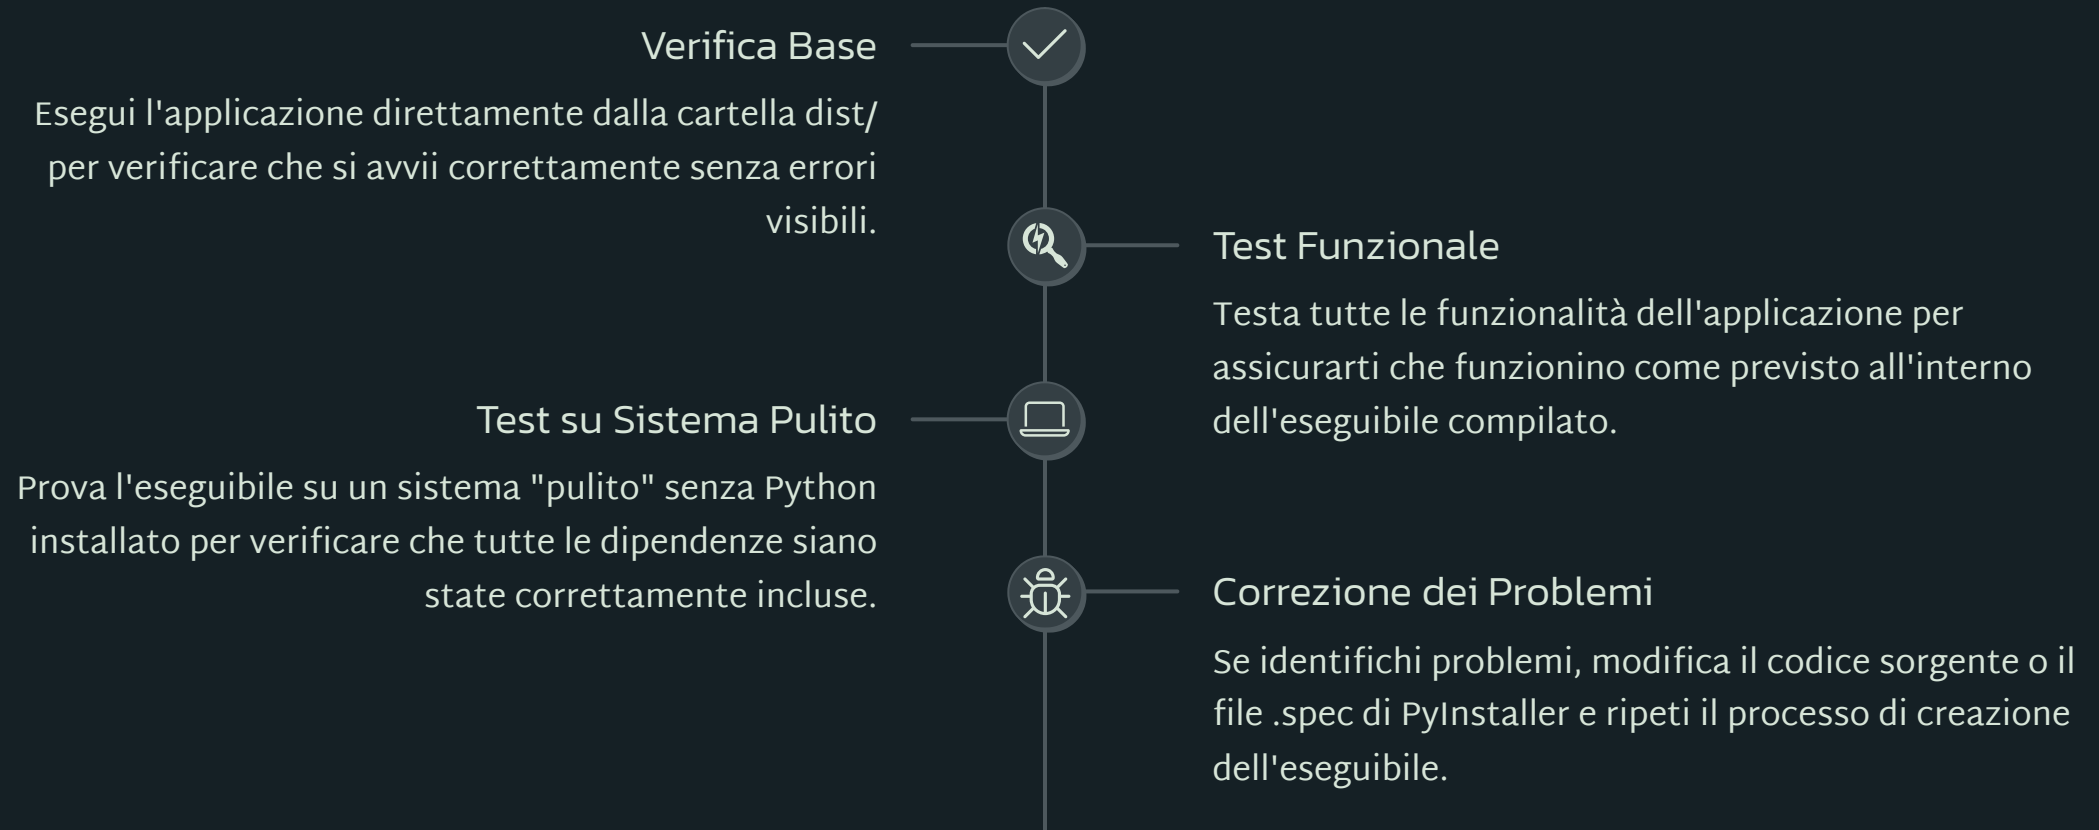 Verifica Base
Esegui l'applicazione direttamente dalla cartella dist/
per verificare che si avvii correttamente senza errori
visibili.
Test Funzionale
Testa tutte le funzionalità dell'applicazione per
assicurarti che funzionino come previsto all'interno
dell'eseguibile compilato.
Test su Sistema Pulito
Prova l'eseguibile su un sistema "pulito" senza Python
installato per verificare che tutte le dipendenze siano
state correttamente incluse.
Correzione dei Problemi
Se identifichi problemi, modifica il codice sorgente o il
file .spec di PyInstaller e ripeti il processo di creazione
dell'eseguibile.